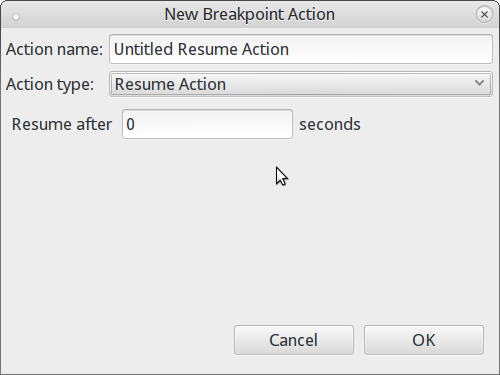 New Breakpoint Action
Action name: Untitled Resume Action
Action type: Resume Action
Resume after 0 seconds
Cancel OK